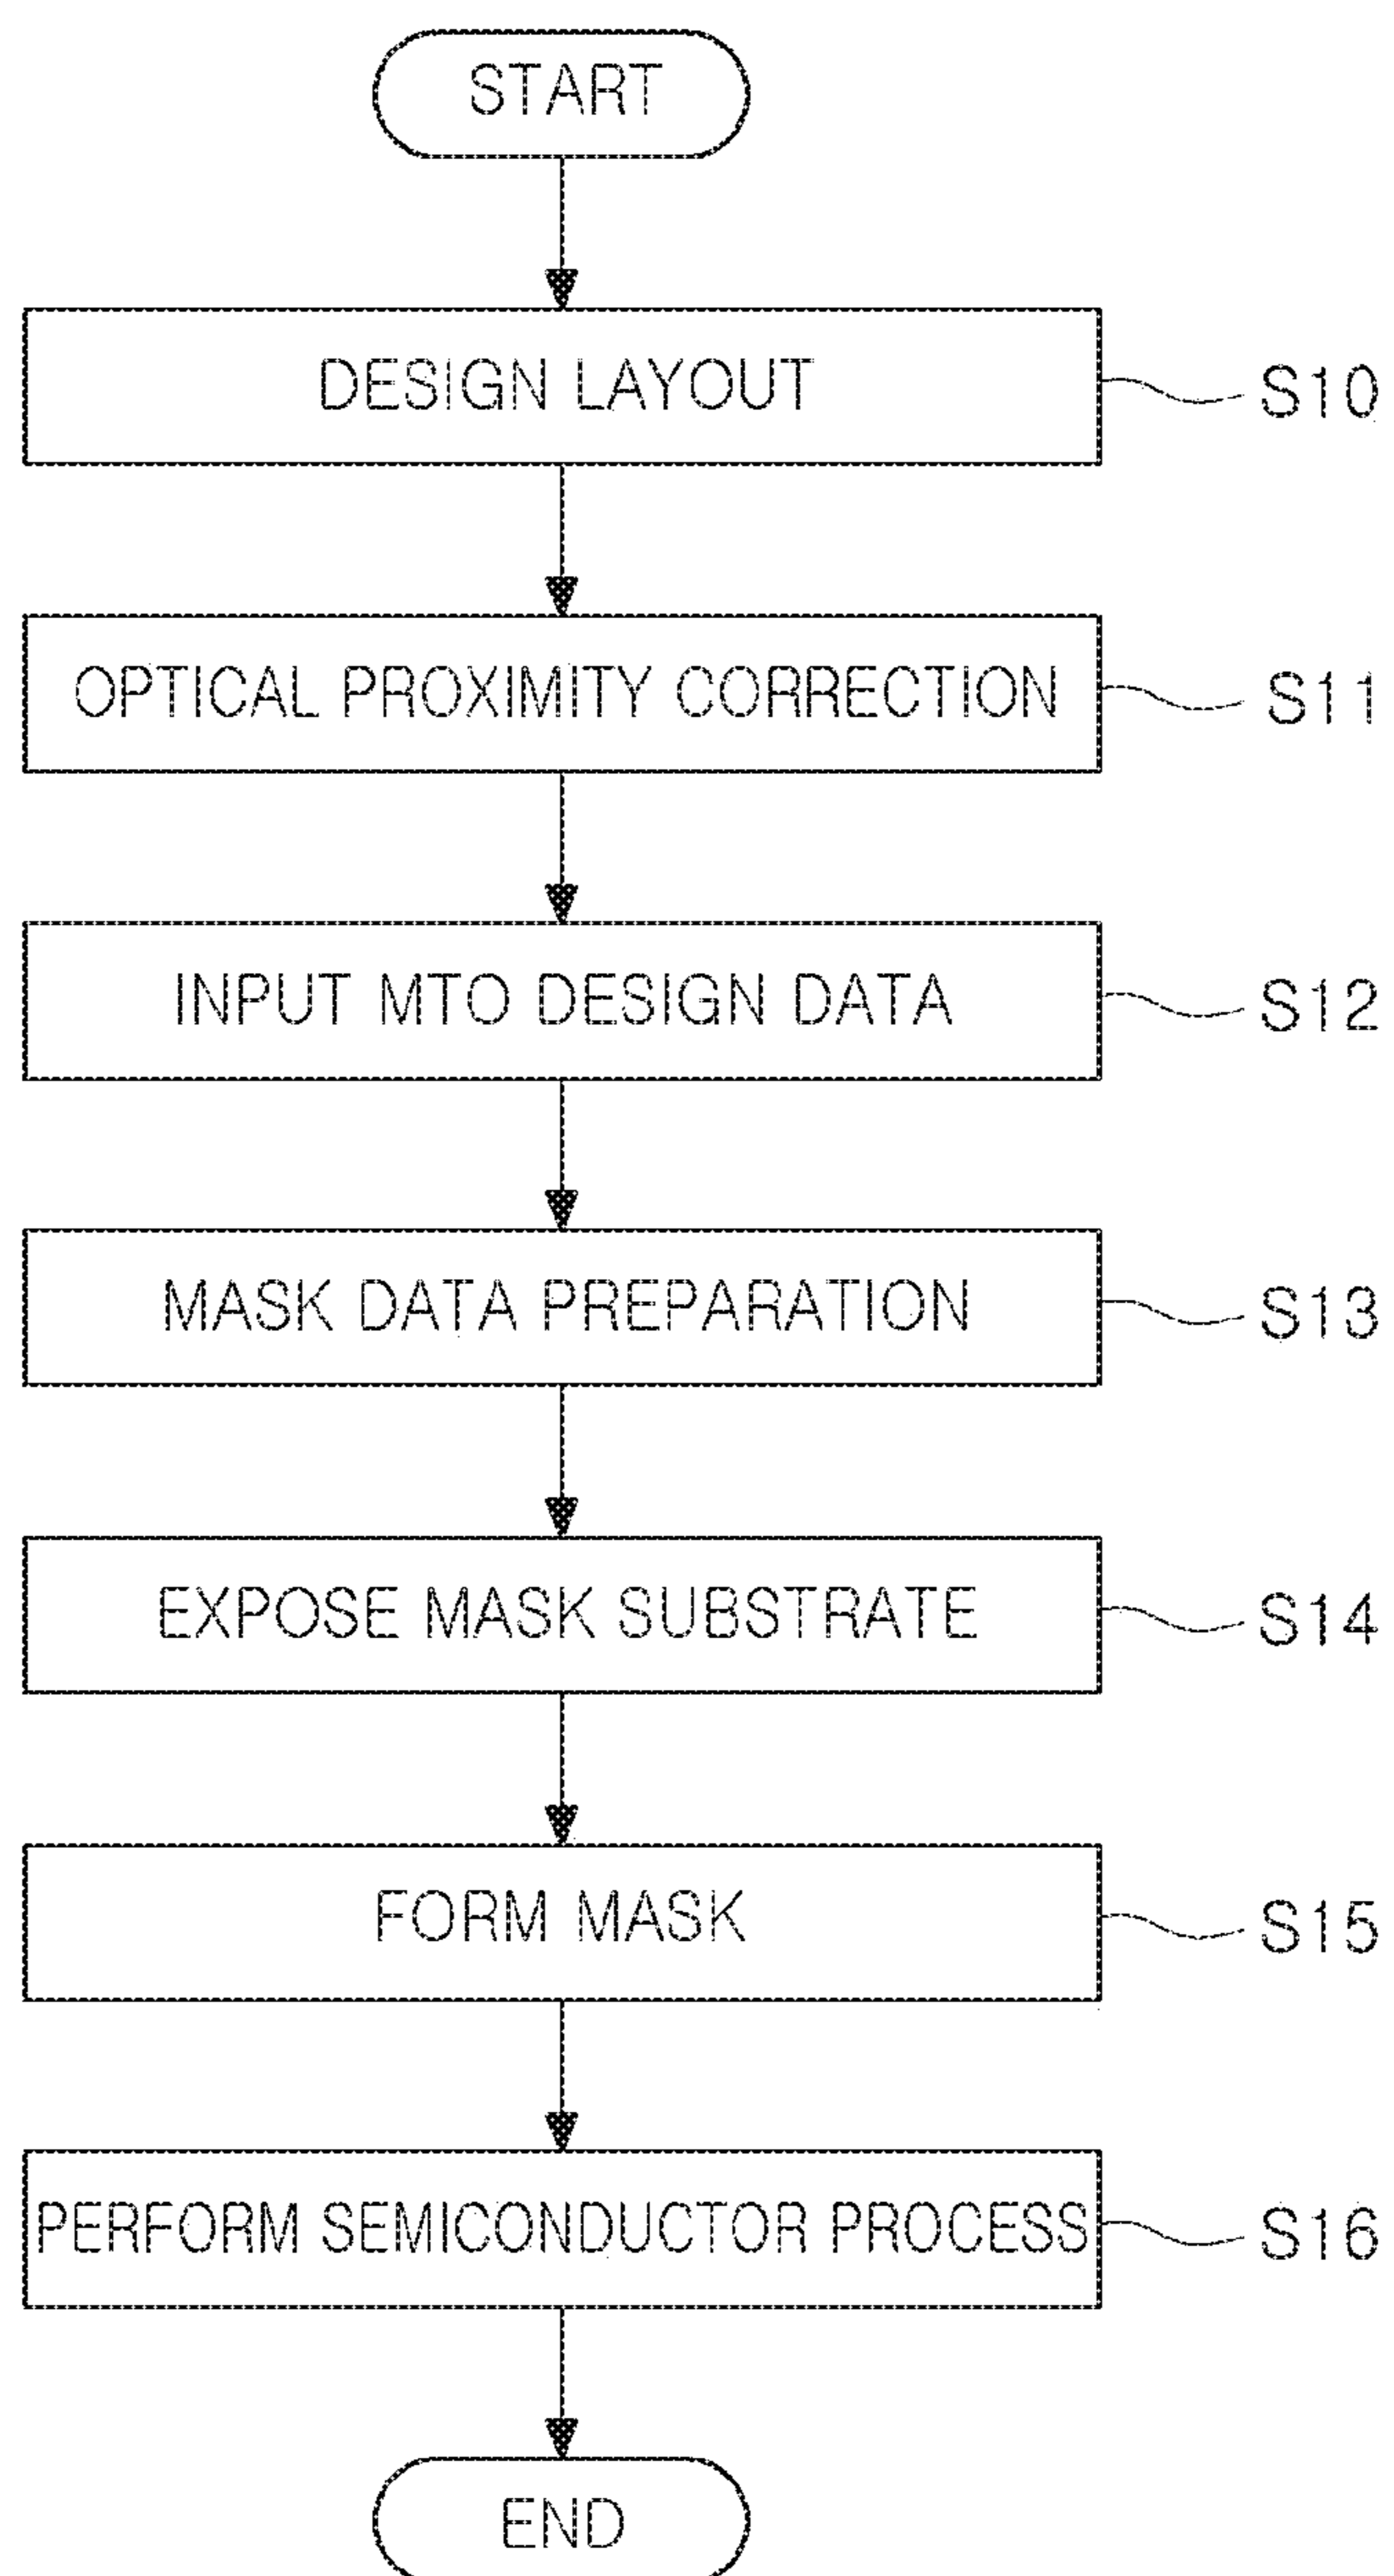 START
DESIGN LAYOUT
S10
OPTICAL PROXIMITY CORRECTION
S11
INPUT MTO DESIGN DATA
S12
MASK DATA PREPARATION
S13
EXPOSE MASK SUBSTRATE
S14
FORM MASK
S15
PERFORM SEMICONDUCTOR PROCESS
S16
END